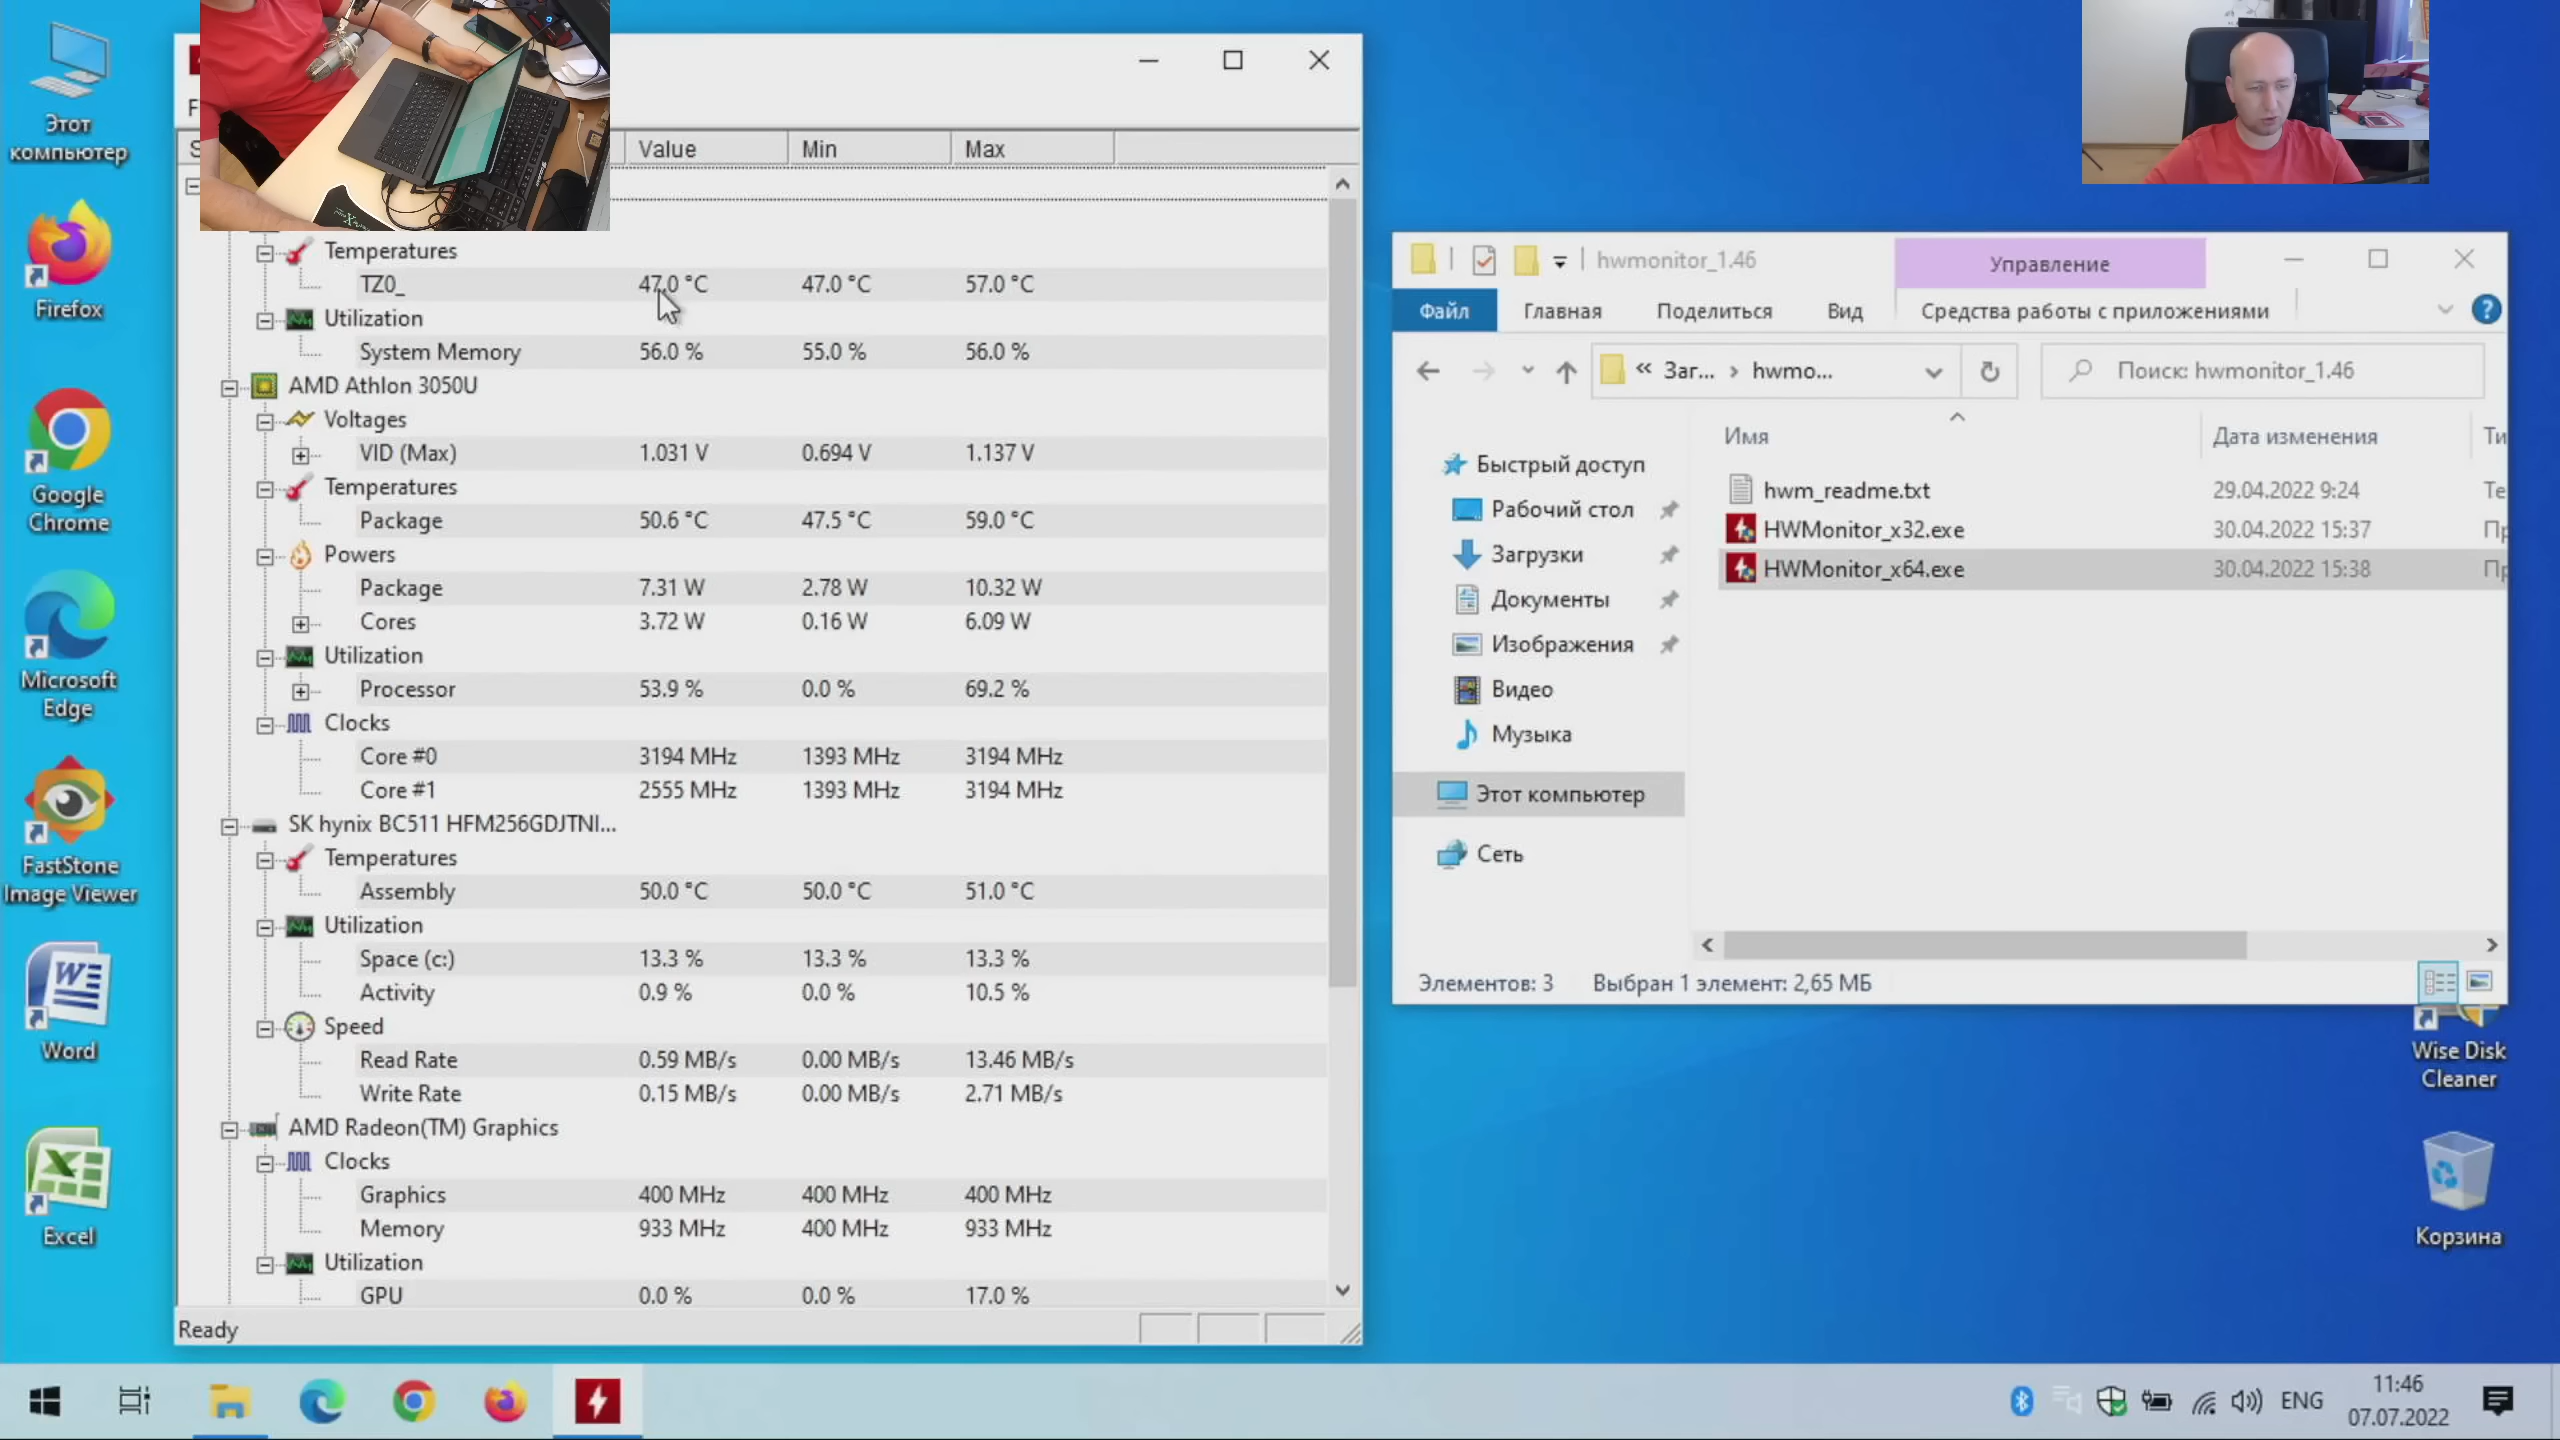 Этот
компьютер
Firefox
Google
Chrome
Microsoft
Edge
FastStone
Image Viewer
Word
Excel
F
S
Value Min Max
Temperatures
TZ0_ 47.0 °C 47.0 °C 57.0 °C
Utilization
System Memory 56.0 % 55.0 % 56.0 %
AMD Athlon 3050U
Voltages
VID (Max) 1.031 V 0.694 V 1.137 V
Temperatures
Package 50.6 °C 47.5 °C 59.0 °C
Powers
Package 7.31 W 2.78 W 10.32 W
Cores 3.72 W 0.16 W 6.09 W
Utilization
Processor 53.9 % 0.0 % 69.2 %
Clocks
Core #0 3194 MHz 1393 MHz 3194 MHz
Core #1 2555 MHz 1393 MHz 3194 MHz
SK hynix BC511 HFM256GDJTNI...
Temperatures
Assembly 50.0 °C 50.0 °C 51.0 °C
Utilization
Space (c:) 13.3 % 13.3 % 13.3 %
Activity 0.9 % 0.0 % 10.5 %
Speed
Read Rate 0.59 MB/s 0.00 MB/s 13.46 MB/s
Write Rate 0.15 MB/s 0.00 MB/s 2.71 MB/s
AMD Radeon(TM) Graphics
Clocks
Graphics 400 MHz 400 MHz 400 MHz
Memory 933 MHz 400 MHz 933 MHz
Utilization
GPU 0.0 % 0.0 % 17.0 %
Ready
hwmonitor_1.46 Управление
Файл Главная Поделиться Вид Средства работы с приложениями
« Заг... › hwmo... Поиск: hwmonitor_1.46
Имя Дата изменения Ти
Быстрый доступ
Рабочий стол
Загрузки
Документы
Изображения
Видео
Музыка
Этот компьютер
Сеть
hwm_readme.txt 29.04.2022 9:24 Те
HWMonitor_x32.exe 30.04.2022 15:37 Пр
HWMonitor_x64.exe 30.04.2022 15:38 Пр
Элементов: 3 Выбран 1 элемент: 2,65 МБ
Wise Disk
Cleaner
Корзина
ENG
11:46
07.07.2022